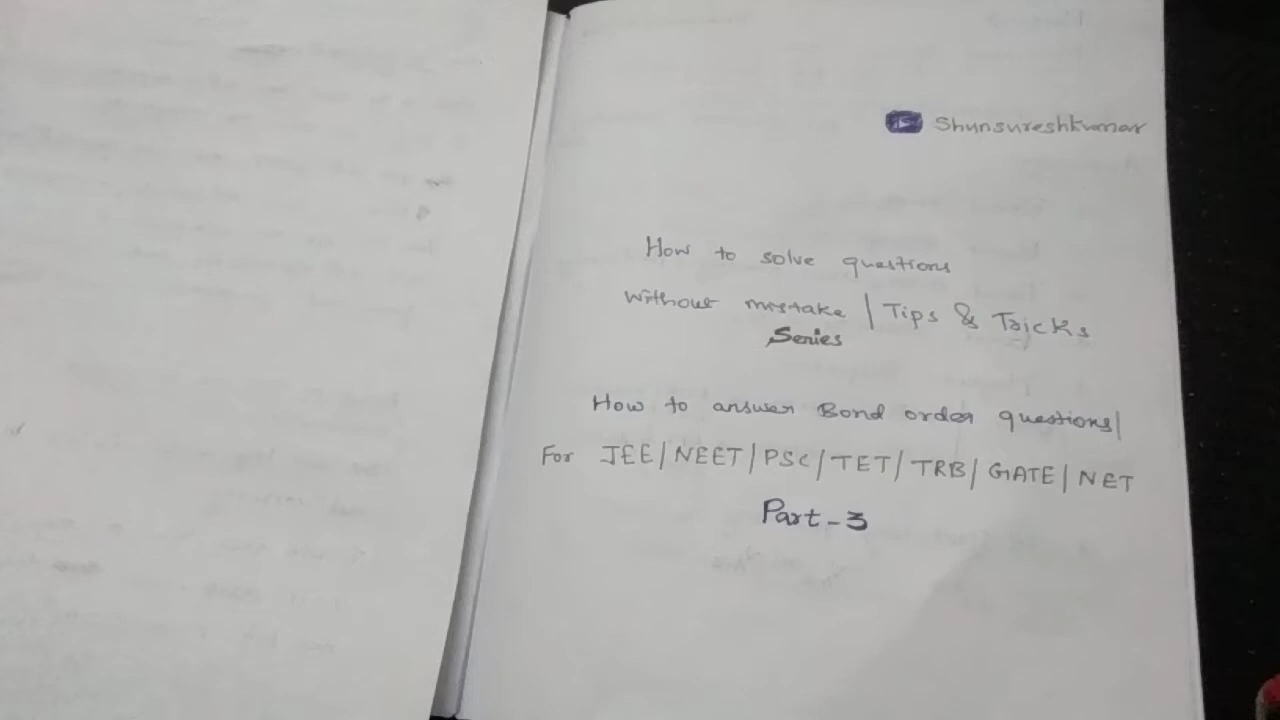 Shunsureshkumar
How to solve questions
without mistake | Tips & Tricks
Series
How to answer Bond order questions|
For JEE/NEET/PSC/TET/TRB/GATE/NET
Part-3